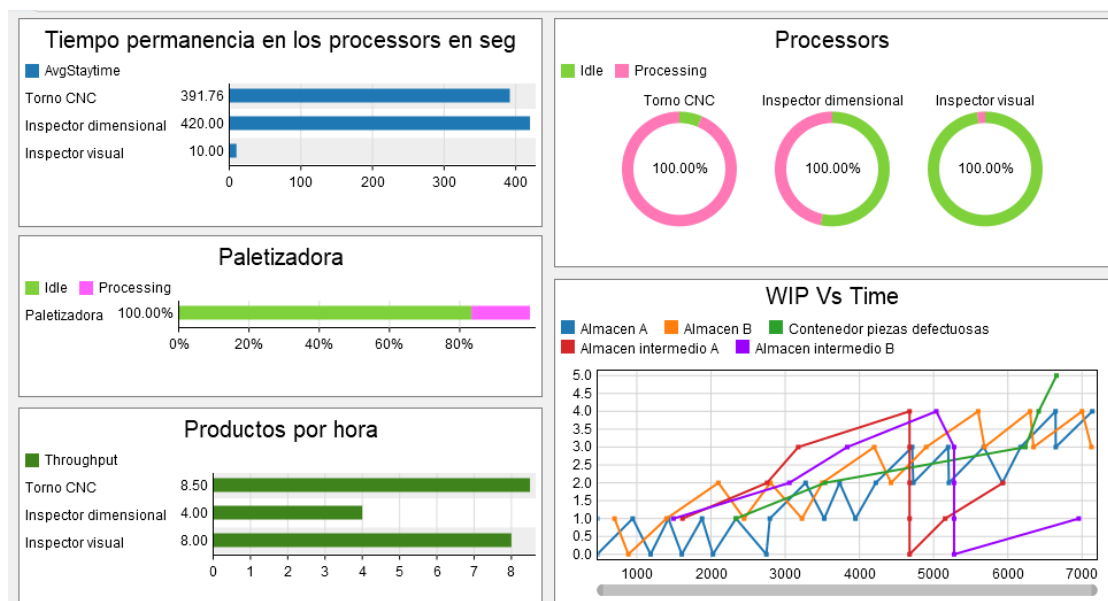 Tiempo permanencia en los processors en seg
AvgStaytime
Torno CNC 391.76
Inspector dimensional 420.00
Inspector visual 10.00
0 100 200 300 400
Paletizadora
Idle Processing
Paletizadora 100.00%
0% 20% 40% 60% 80%
Productos por hora
Throughput
Torno CNC 8.50
Inspector dimensional 4.00
Inspector visual 8.00
0 1 2 3 4 5 6 7 8
Processors
Idle Processing
Torno CNC Inspector dimensional Inspector visual
100.00% 100.00% 100.00%
WIP Vs Time
Almacen A Almacen B Contenedor piezas defectuosas
Almacen intermedio A Almacen intermedio B
5.0
4.5
4.0
3.5
3.0
2.5
2.0
1.5
1.0
0.5
0.0
1000 2000 3000 4000 5000 6000 7000